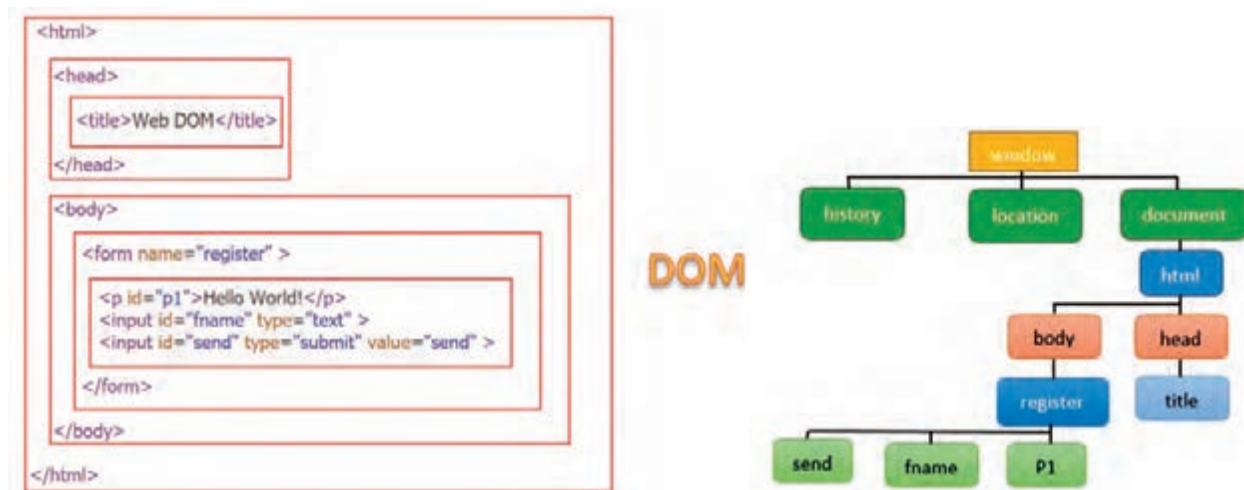 <html>
<head>
<title>Web DOM</title>
</head>
<body>
<form name="register" >
<p id="p1">Hello World!</p>
<input id="fname" type="text" >
<input id="send" type="submit" value="send" >
</form>
</body>
</html>
DOM
window
history location document
html
body head
register title
send fname P1